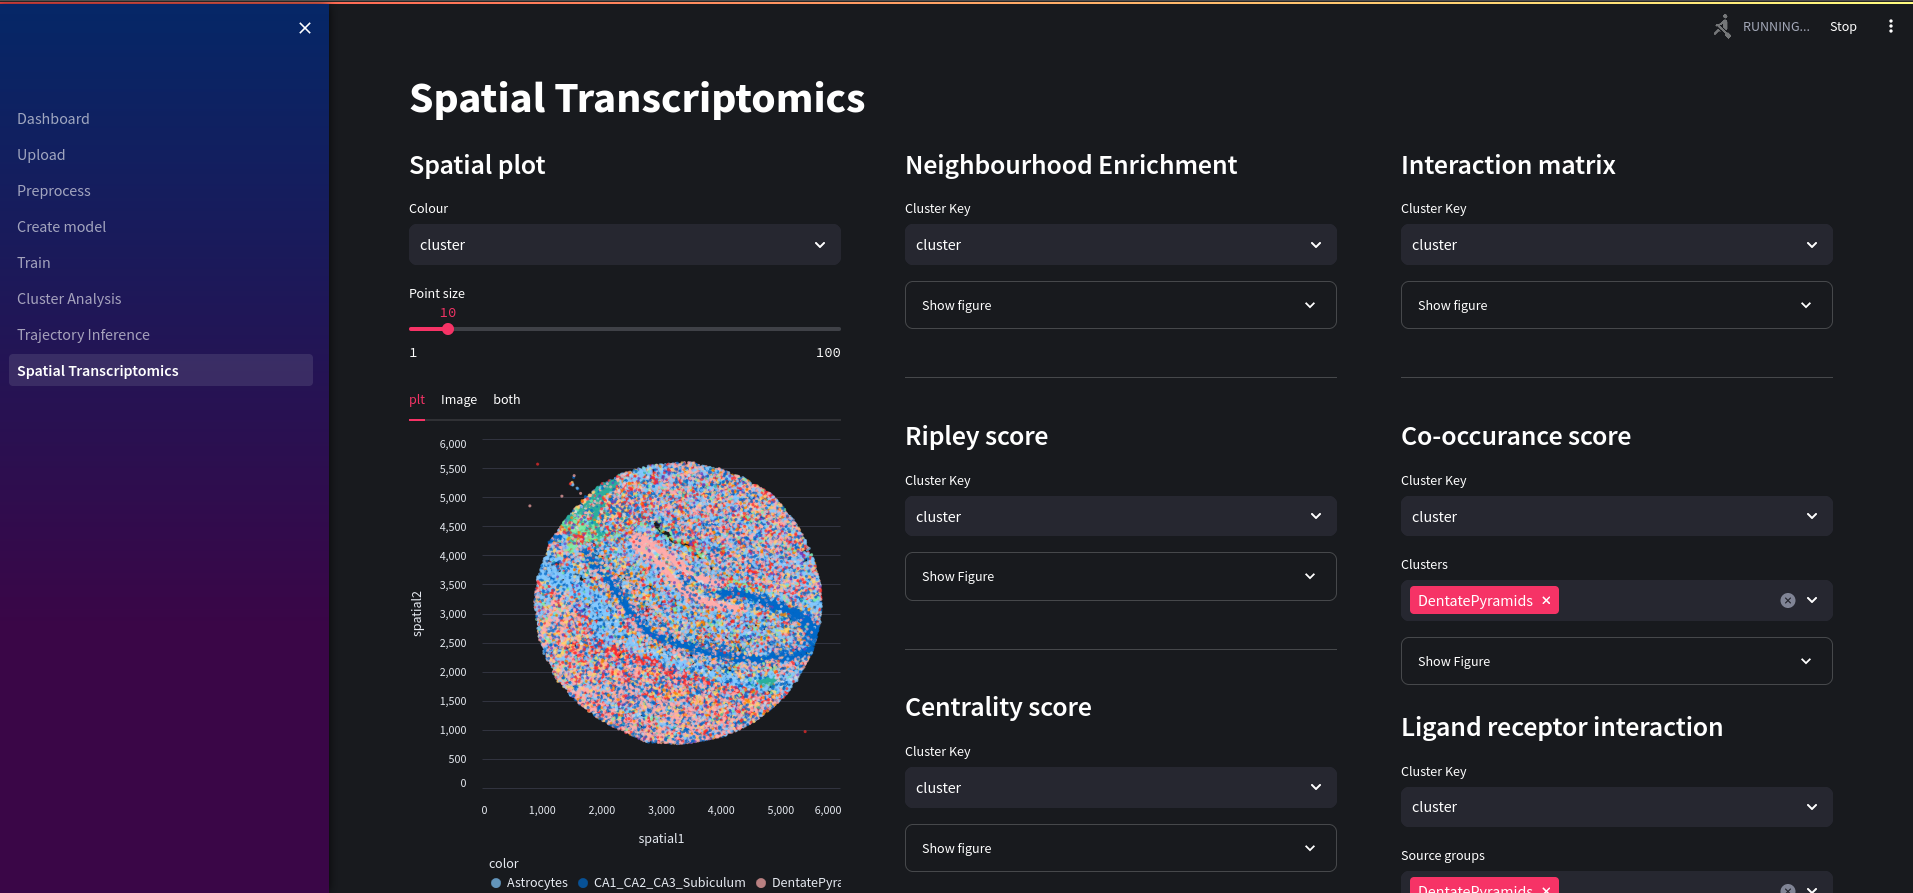 RUNNING...
Stop
Dashboard
Upload
Preprocess
Create model
Train
Cluster Analysis
Trajectory Inference
Spatial Transcriptomics
Spatial Transcriptomics
Spatial plot
Colour
cluster
Point size
10
1
100
plt
Image
both
6,000
5,500
5,000
4,500
4,000
3,500
3,000
2,500
2,000
1,500
1,000
500
0
spatial2
0
1,000
2,000
3,000
4,000
5,000
6,000
spatial1
color
Astrocytes
CA1_CA2_CA3_Subiculum
DentatePyra
Neighbourhood Enrichment
Cluster Key
cluster
Show figure
Ripley score
Cluster Key
cluster
Show Figure
Centrality score
Cluster Key
cluster
Show figure
Interaction matrix
Cluster Key
cluster
Show figure
Co-occurance score
Cluster Key
cluster
Clusters
DentatePyramids
Show Figure
Ligand receptor interaction
Cluster Key
cluster
Source groups
DentatePyramids